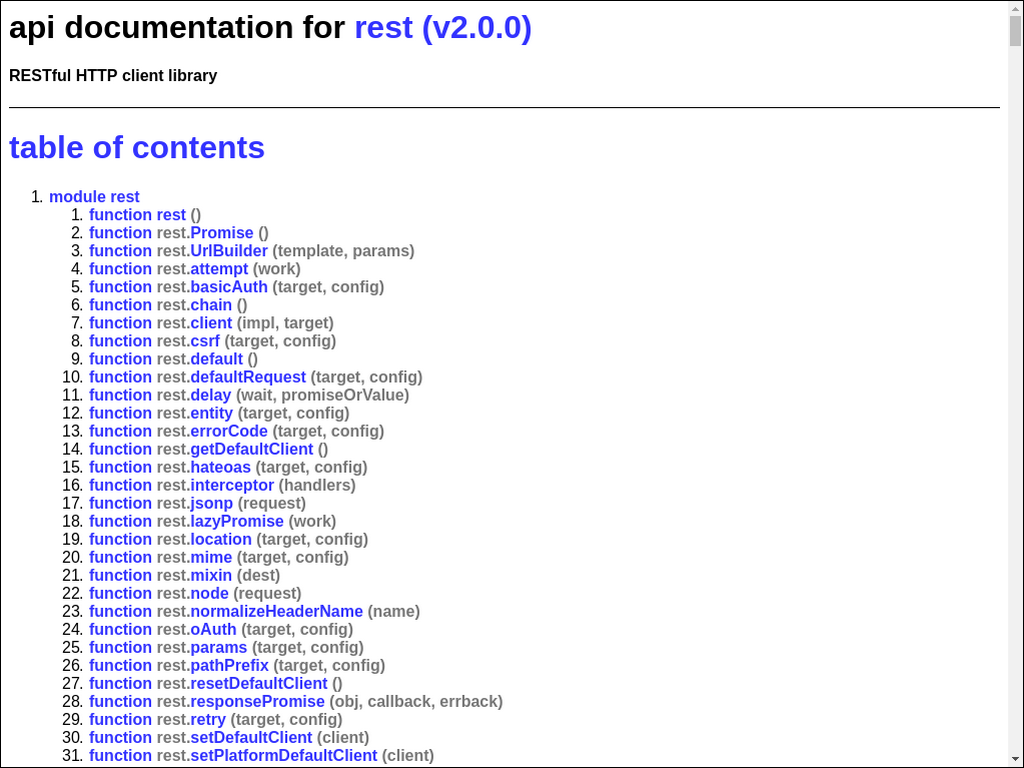 api documentation for rest (v2.0.0)
RESTful HTTP client library
table of contents
1. module rest
1. function rest ()
2. function rest.Promise ()
3. function rest.UrlBuilder (template, params)
4. function rest.attempt (work)
5. function rest.basicAuth (target, config)
6. function rest.chain ()
7. function rest.client (impl, target)
8. function rest.csrf (target, config)
9. function rest.default ()
10. function rest.defaultRequest (target, config)
11. function rest.delay (wait, promiseOrValue)
12. function rest.entity (target, config)
13. function rest.errorCode (target, config)
14. function rest.getDefaultClient ()
15. function rest.hateoas (target, config)
16. function rest.interceptor (handlers)
17. function rest.jsonp (request)
18. function rest.lazyPromise (work)
19. function rest.location (target, config)
20. function rest.mime (target, config)
21. function rest.mixin (dest)
22. function rest.node (request)
23. function rest.normalizeHeaderName (name)
24. function rest.oAuth (target, config)
25. function rest.params (target, config)
26. function rest.pathPrefix (target, config)
27. function rest.resetDefaultClient ()
28. function rest.responsePromise (obj, callback, errback)
29. function rest.retry (target, config)
30. function rest.setDefaultClient (client)
31. function rest.setPlatformDefaultClient (client)